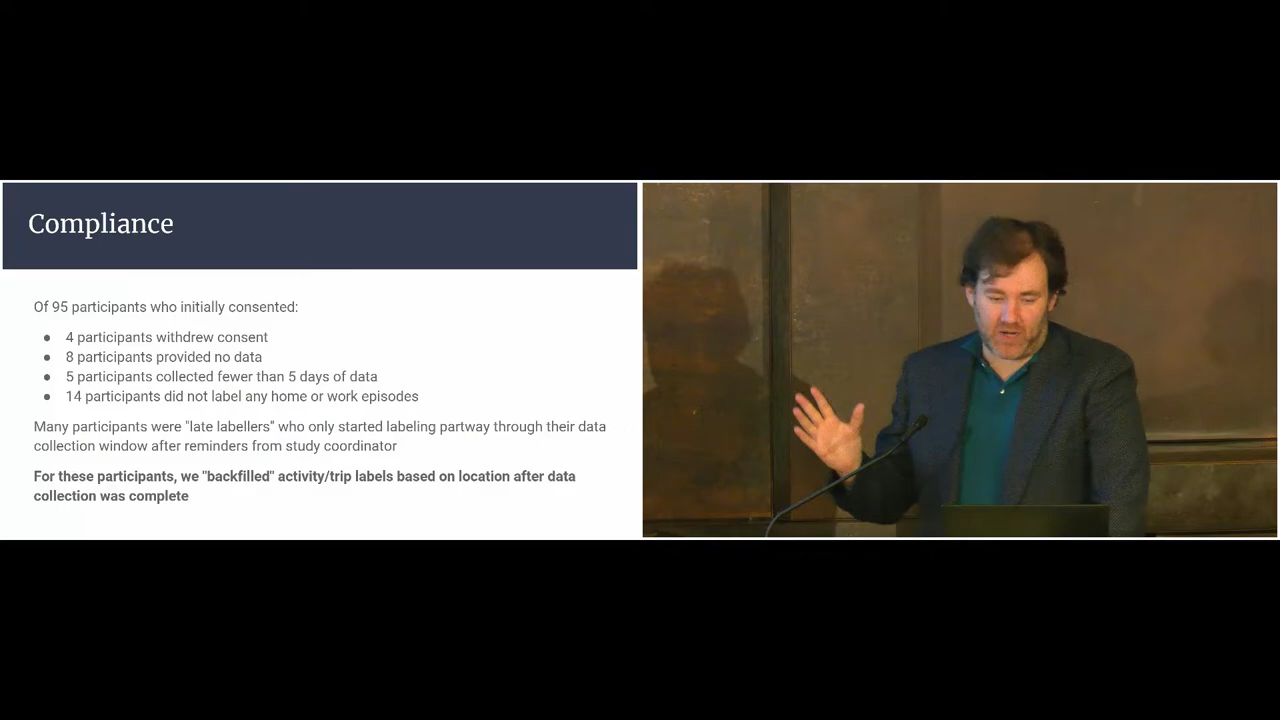 Compliance
Of 95 participants who initially consented:
● 4 participants withdrew consent
● 8 participants provided no data
● 5 participants collected fewer than 5 days of data
● 14 participants did not label any home or work episodes
Many participants were "late labellers" who only started labeling partway through their data
collection window after reminders from study coordinator
For these participants, we "backfilled" activity/trip labels based on location after data
collection was complete